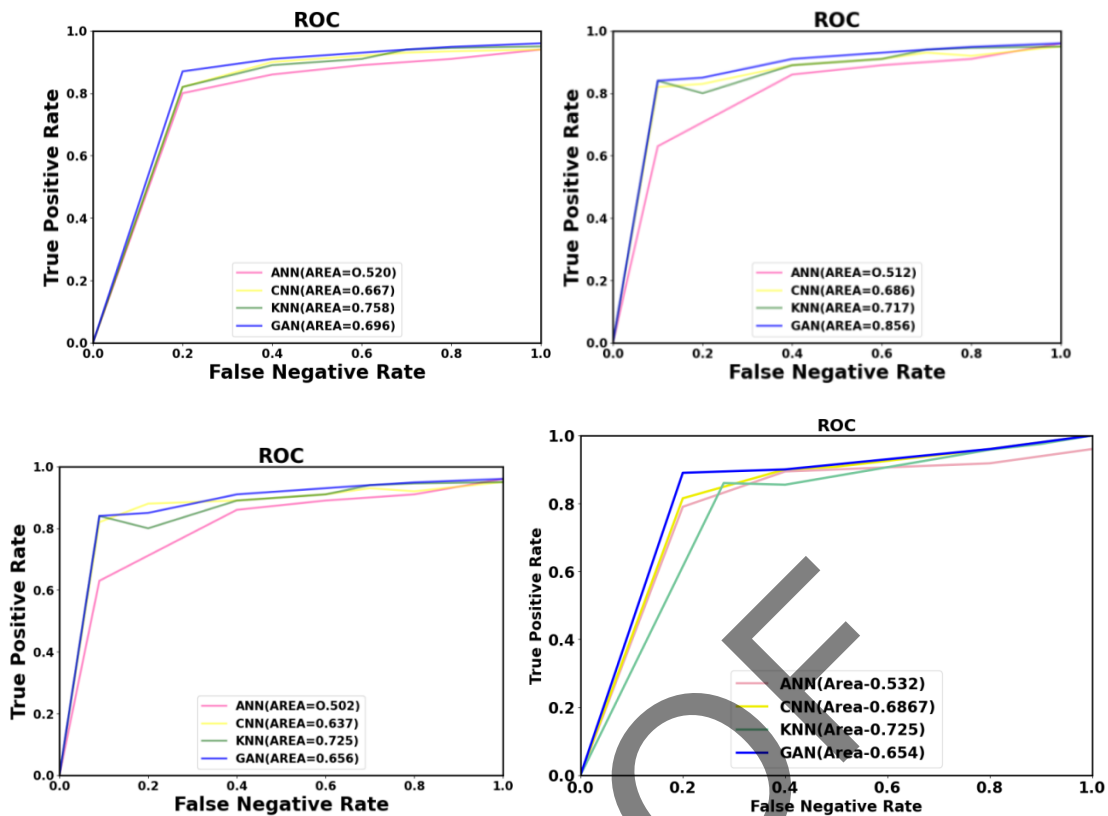 ROC
True Positive Rate
1.0
0.8
0.6
0.4
0.2
0.0
ANN(AREA=O.520)
CNN(AREA=0.667)
KNN(AREA=0.758)
GAN(AREA=0.696)
0.0 0.2 0.4 0.6 0.8 1.0
False Negative Rate
ROC
True Positive Rate
1.0
0.8
0.6
0.4
0.2
0.0
ANN(AREA=O.512)
CNN(AREA=0.686)
KNN(AREA=0.717)
GAN(AREA=0.856)
0.0 0.2 0.4 0.6 0.8 1.0
False Negative Rate
ROC
True Positive Rate
1.0
0.8
0.6
0.4
0.2
0.0
ANN(AREA=O.502)
CNN(AREA=0.637)
KNN(AREA=0.725)
GAN(AREA=0.656)
0.0 0.2 0.4 0.6 0.8 1.0
False Negative Rate
ROC
True Positive Rate
1.0
0.8
0.6
0.4
0.2
0.0
ANN(Area-0.532)
CNN(Area-0.6867)
KNN(Area-0.725)
GAN(Area-0.654)
0.0 0.2 0.4 0.6 0.8 1.0
False Negative Rate
OF